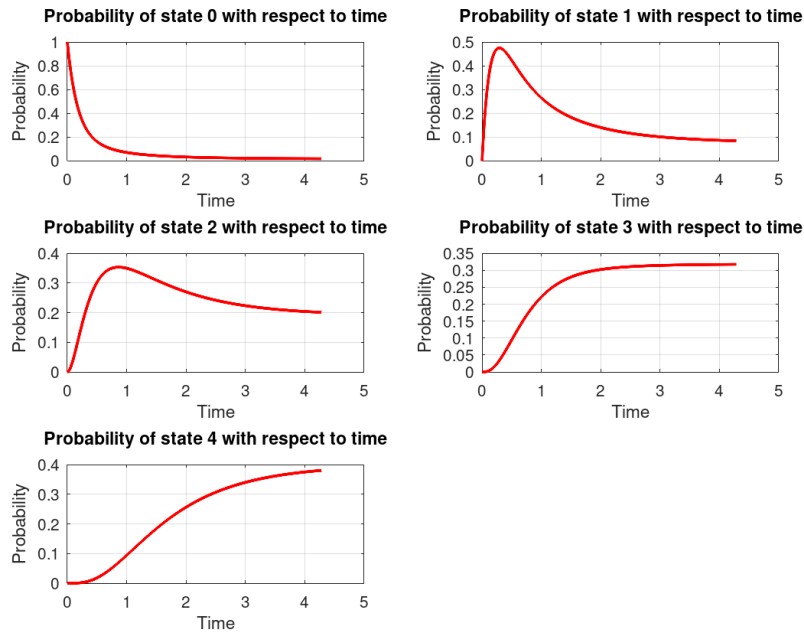 Probability of state 0 with respect to time
1
0.8
0.6
0.4
0.2
0
Probability
0 1 2 3 4 5
Time
Probability of state 1 with respect to time
0.5
0.4
0.3
0.2
0.1
0
Probability
0 1 2 3 4 5
Time
Probability of state 2 with respect to time
0.4
0.3
0.2
0.1
0
Probability
0 1 2 3 4 5
Time
Probability of state 3 with respect to time
0.35
0.3
0.25
0.2
0.15
0.1
0.05
0
Probability
0 1 2 3 4 5
Time
Probability of state 4 with respect to time
0.4
0.3
0.2
0.1
0
Probability
0 1 2 3 4 5
Time